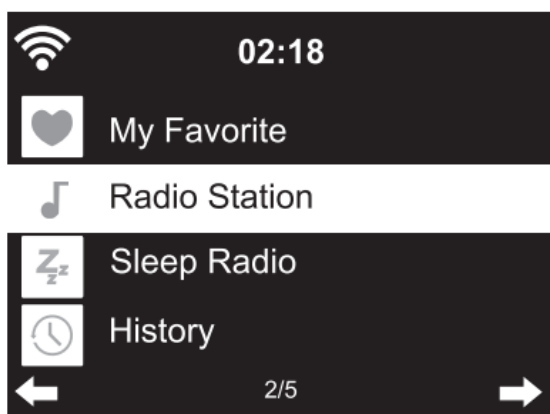 02:18
My Favorite
Radio Station
Sleep Radio
History
2/5